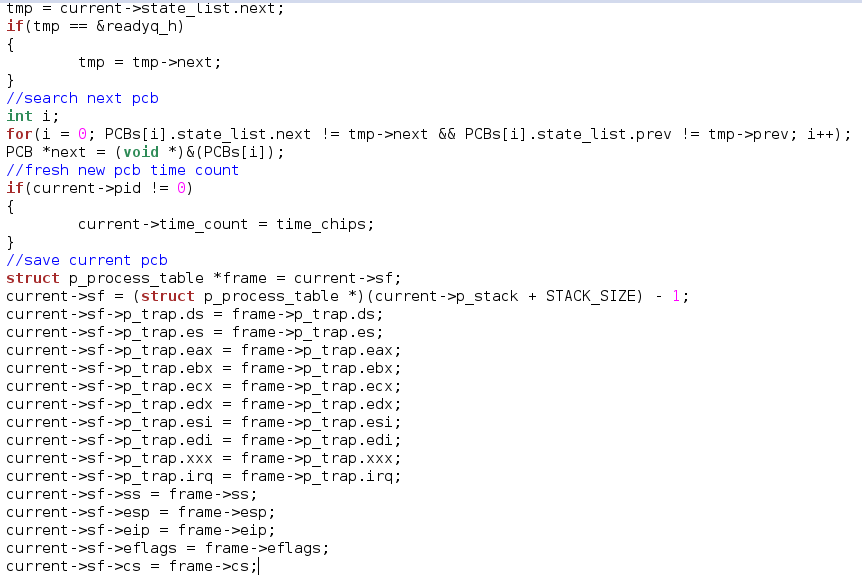 tmp = current->state_list.next;
if(tmp == &readyq_h)
{
        tmp = tmp->next;
}
//search next pcb
int i;
for(i = 0; PCBs[i].state_list.next != tmp->next && PCBs[i].state_list.prev != tmp->prev; i++);
PCB *next = (void *)&(PCBs[i]);
//fresh new pcb time count
if(current->pid != 0)
{
        current->time_count = time_chips;
}
//save current pcb
struct p_process_table *frame = current->sf;
current->sf = (struct p_process_table *)(current->p_stack + STACK_SIZE) - 1;
current->sf->p_trap.ds = frame->p_trap.ds;
current->sf->p_trap.es = frame->p_trap.es;
current->sf->p_trap.eax = frame->p_trap.eax;
current->sf->p_trap.ebx = frame->p_trap.ebx;
current->sf->p_trap.ecx = frame->p_trap.ecx;
current->sf->p_trap.edx = frame->p_trap.edx;
current->sf->p_trap.esi = frame->p_trap.esi;
current->sf->p_trap.edi = frame->p_trap.edi;
current->sf->p_trap.xxx = frame->p_trap.xxx;
current->sf->p_trap.irq = frame->p_trap.irq;
current->sf->ss = frame->ss;
current->sf->esp = frame->esp;
current->sf->eip = frame->eip;
current->sf->eflags = frame->eflags;
current->sf->cs = frame->cs;